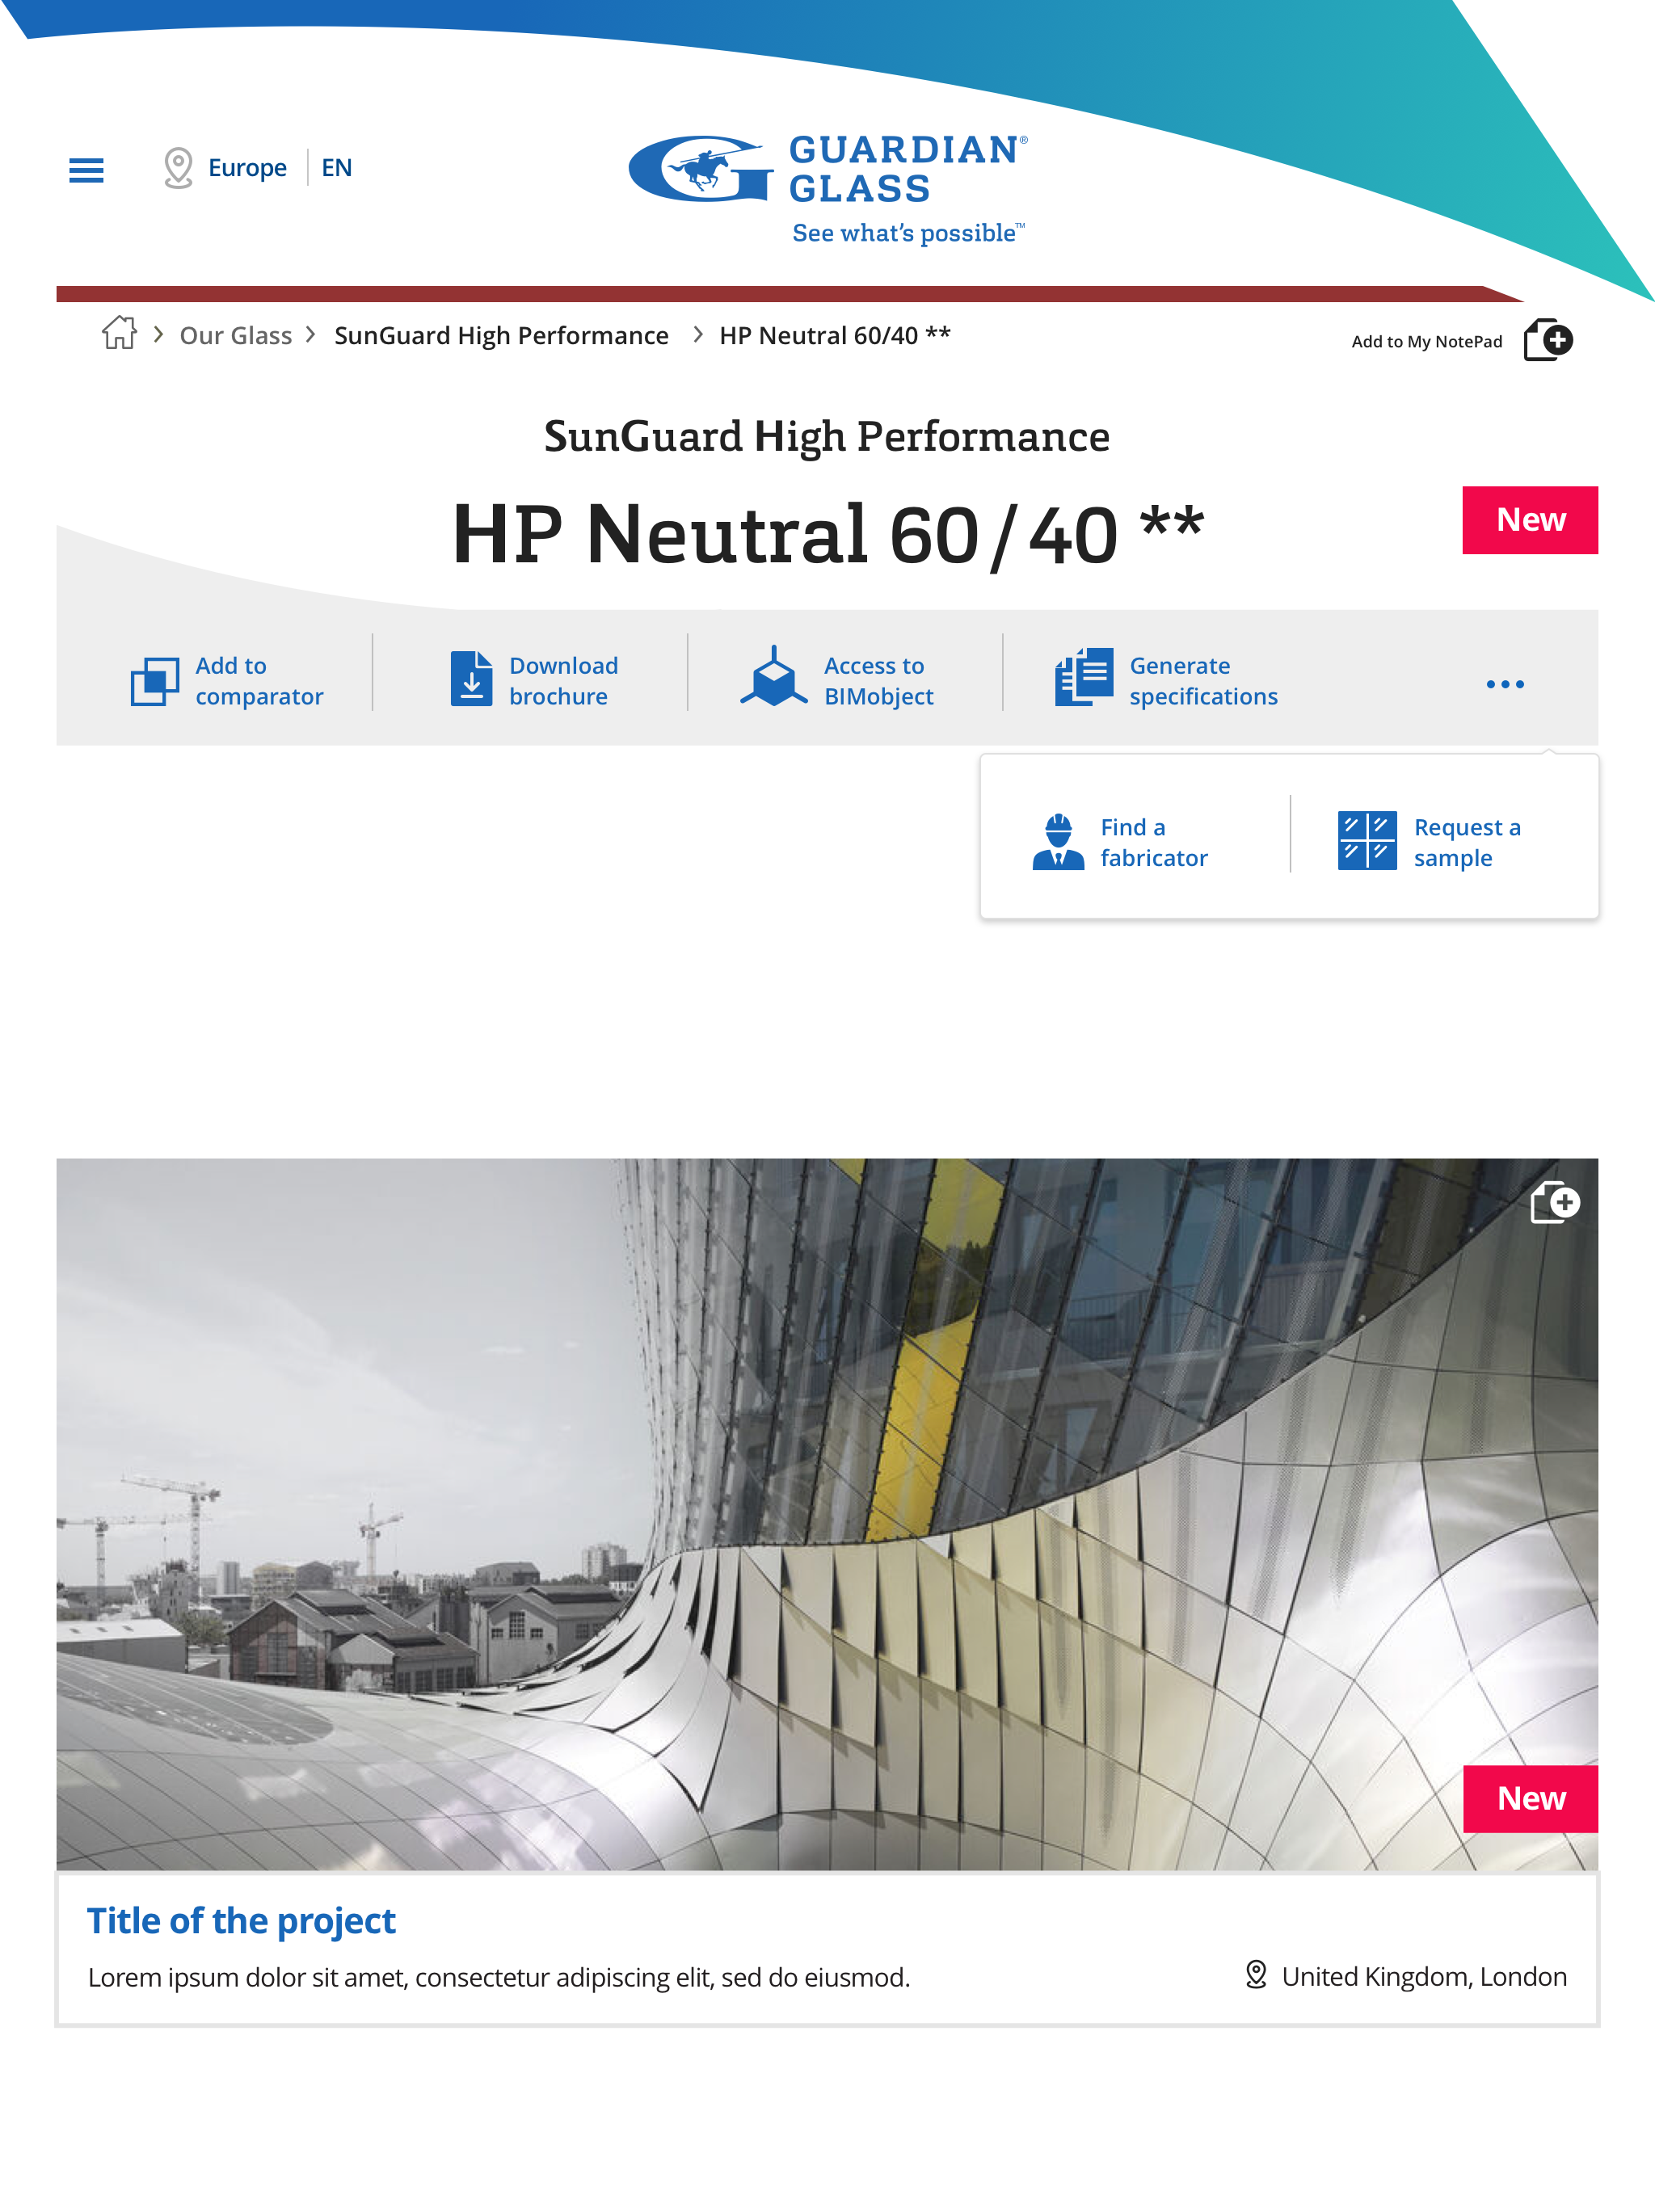 Europe
EN
GUARDIAN®
GLASS
See what's possible™
Our Glass
SunGuard High Performance
HP Neutral 60/40 **
Add to My NotePad
SunGuard High Performance
HP Neutral 60/40 **
New
Add to
comparator
Download
brochure
Access to
BIMobject
Generate
specifications
Find a
fabricator
Request a
sample
New
Title of the project
Lorem ipsum dolor sit amet, consectetur adipiscing elit, sed do eiusmod.
United Kingdom, London